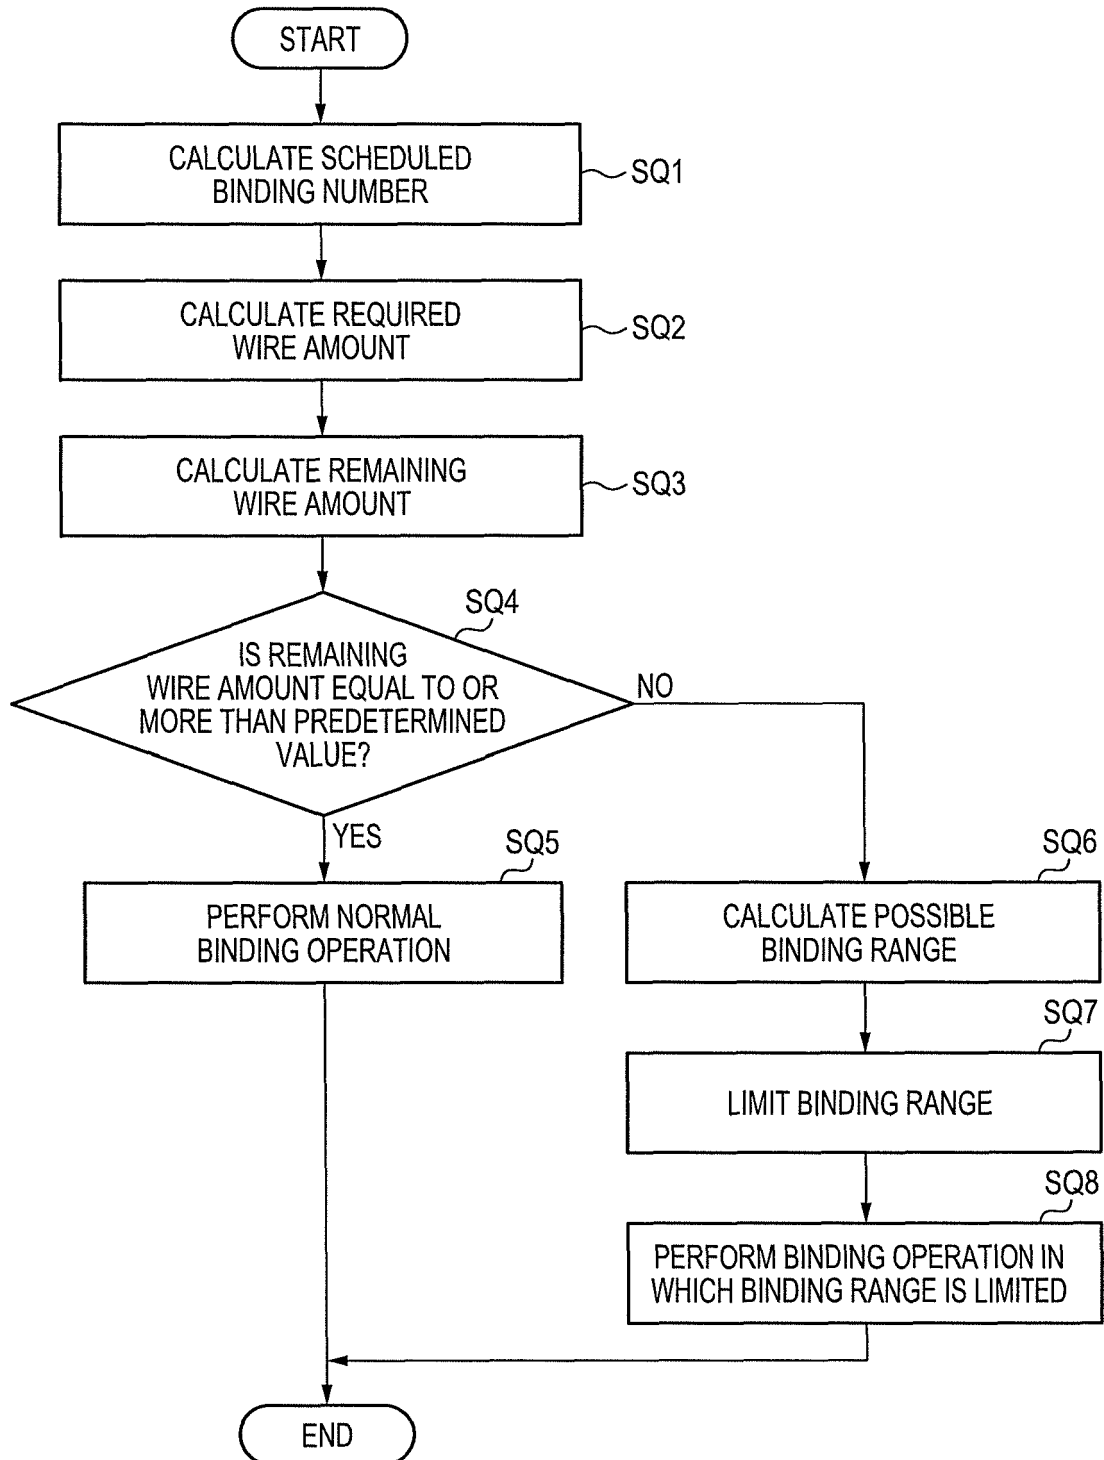 START
CALCULATE SCHEDULED
BINDING NUMBER
SQ1
CALCULATE REQUIRED
WIRE AMOUNT
SQ2
CALCULATE REMAINING
WIRE AMOUNT
SQ3
SQ4
IS REMAINING
WIRE AMOUNT EQUAL TO OR
MORE THAN PREDETERMINED
VALUE?
NO
YES
SQ5
PERFORM NORMAL
BINDING OPERATION
SQ6
CALCULATE POSSIBLE
BINDING RANGE
SQ7
LIMIT BINDING RANGE
SQ8
PERFORM BINDING OPERATION IN
WHICH BINDING RANGE IS LIMITED
END